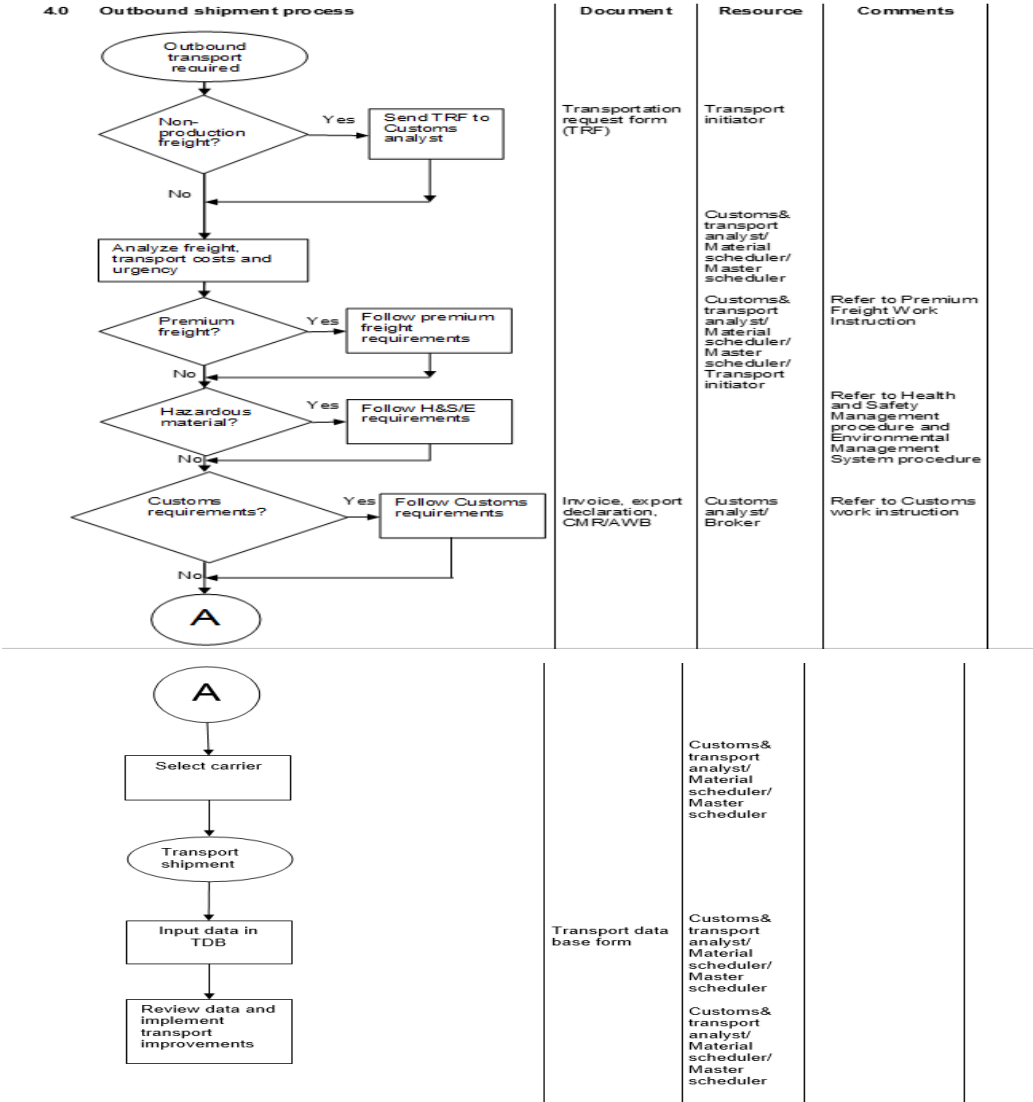 4.0 Outbound shipment process Document Resource Comments
Outbound
transport
required
Non-
production
freight?
Yes
Send TRF to
Customs
analyst
Transportation
request form
(TRF)
Transport
initiator
No
Customs&
transport
analyst/
Material
scheduler/
Master
scheduler
Analyze freight,
transport costs and
urgency
Premium
freight?
Yes
Follow premium
freight
requirements
Customs&
transport
analyst/
Material
scheduler/
Master
scheduler/
Transport
initiator
Refer to Premium
Freight Work
Instruction
No
Hazardous
material?
Yes
Follow H&S/E
requirements
Refer to Health
and Safety
Management
procedure and
Environmental
Management
System procedure
No
Customs
requirements?
Yes
Follow Customs
requirements
Invoice, export
declaration,
CMR/AWB
Customs
analyst/
Broker
Refer to Customs
work instruction
No
A
A
Select carrier
Customs&
transport
analyst/
Material
scheduler/
Master
scheduler
Transport
shipment
Input data in
TDB
Transport data
base form
Customs&
transport
analyst/
Material
scheduler/
Master
scheduler
Review data and
implement
transport
improvements
Customs&
transport
analyst/
Material
scheduler/
Master
scheduler